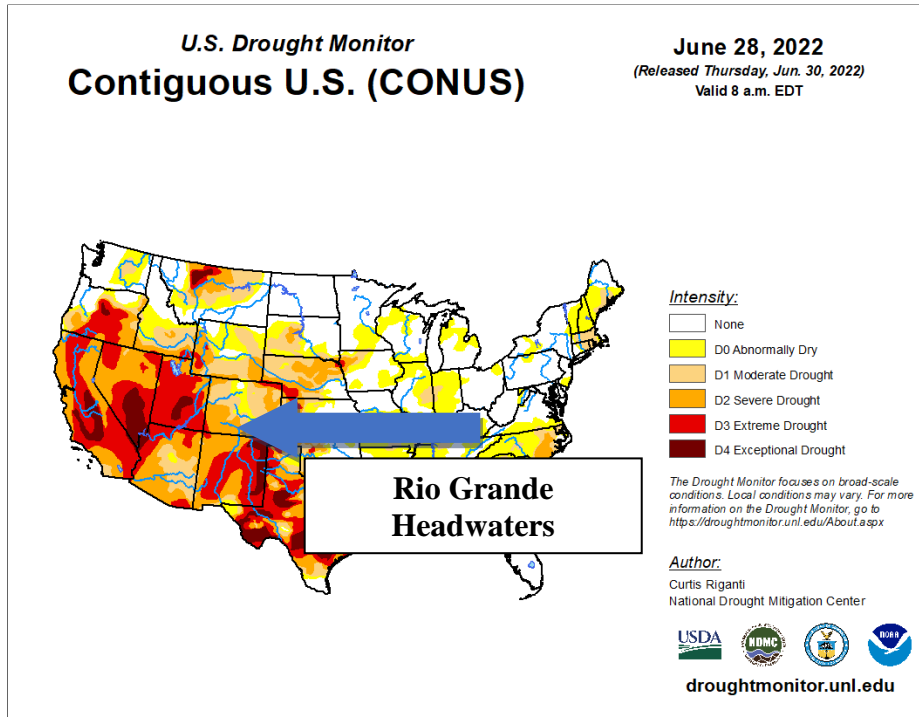 U.S. Drought Monitor
Contiguous U.S. (CONUS)
June 28, 2022
(Released Thursday, Jun. 30, 2022)
Valid 8 a.m. EDT
Rio Grande
Headwaters
Intensity:
None
D0 Abnormally Dry
D1 Moderate Drought
D2 Severe Drought
D3 Extreme Drought
D4 Exceptional Drought
The Drought Monitor focuses on broad-scale
conditions. Local conditions may vary. For more
information on the Drought Monitor, go to
https://droughtmonitor.unl.edu/About.aspx
Author:
Curtis Riganti
National Drought Mitigation Center
USDA
NDMC
NOAA
droughtmonitor.unl.edu